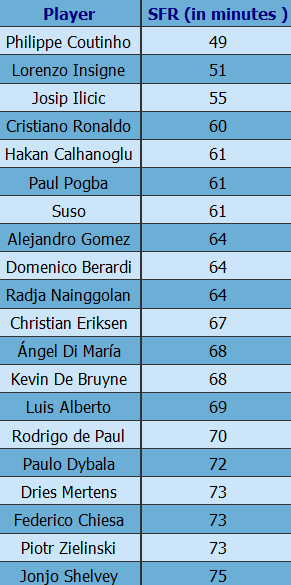 Player SFR (in minutes )
Philippe Coutinho 49
Lorenzo Insigne 51
Josip Ilicic 55
Cristiano Ronaldo 60
Hakan Calhanoglu 61
Paul Pogba 61
Suso 61
Alejandro Gomez 64
Domenico Berardi 64
Radja Nainggolan 64
Christian Eriksen 67
Ángel Di María 68
Kevin De Bruyne 68
Luis Alberto 69
Rodrigo de Paul 70
Paulo Dybala 72
Dries Mertens 73
Federico Chiesa 73
Piotr Zielinski 73
Jonjo Shelvey 75